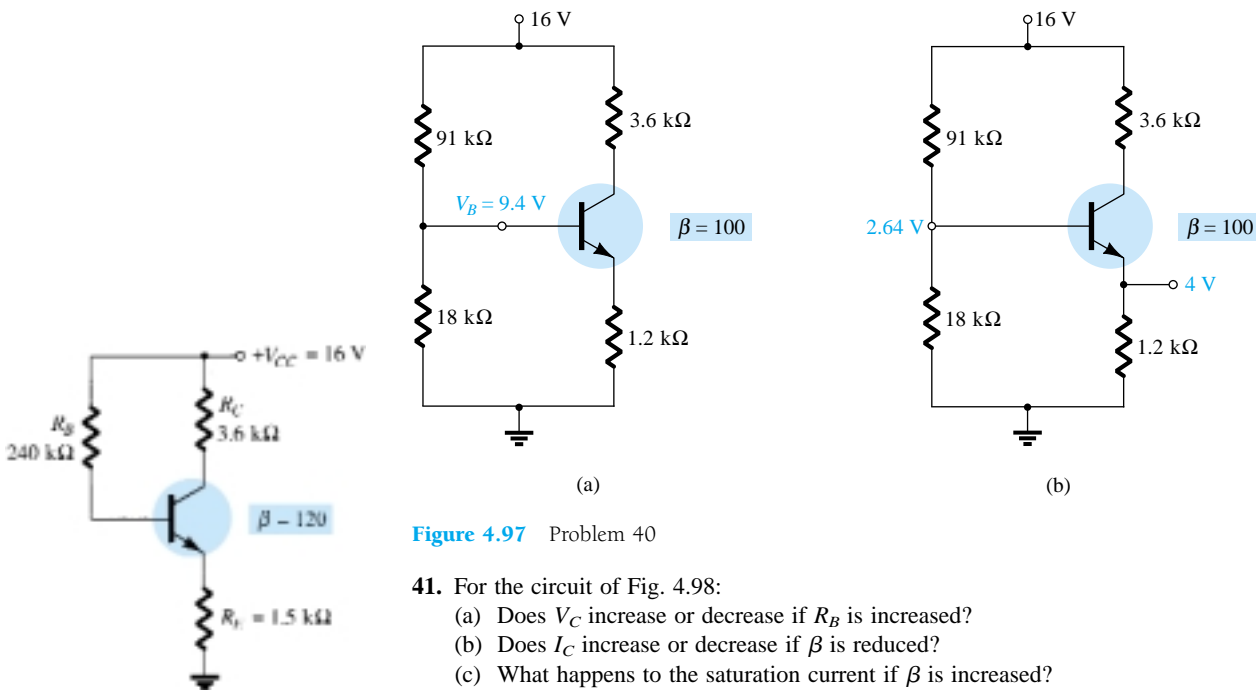 16 V
91 kΩ
3.6 kΩ
V_B = 9.4 V
β = 100
18 kΩ
1.2 kΩ
(a)
16 V
91 kΩ
3.6 kΩ
2.64 V
β = 100
4 V
18 kΩ
1.2 kΩ
(b)
+V_CC = 16 V
R_C
3.6 kΩ
R_B
240 kΩ
β – 120
R_E = 1.5 kΩ
Figure 4.97 Problem 40
41. For the circuit of Fig. 4.98:
(a) Does V_C increase or decrease if R_B is increased?
(b) Does I_C increase or decrease if β is reduced?
(c) What happens to the saturation current if β is increased?